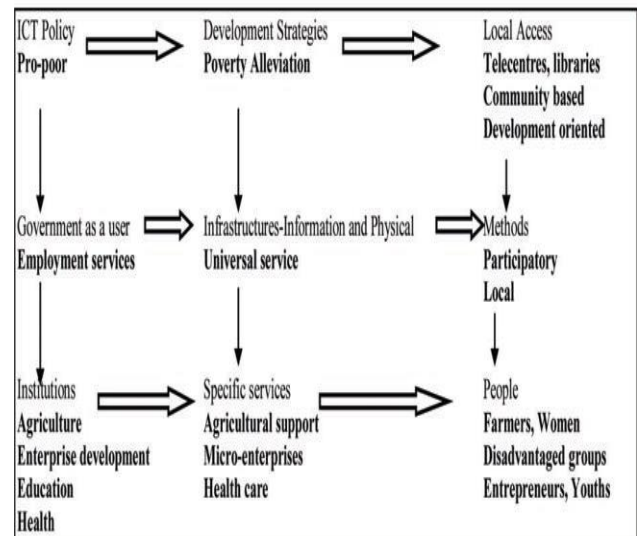 ICT Policy
Pro-poor
Development Strategies
Poverty Alleviation
Local Access
Telecentres, libraries
Community based
Development oriented
Government as a user
Employment services
Infrastructures-Information and Physical
Universal service
Methods
Participatory
Local
Institutions
Agriculture
Enterprise development
Education
Health
Specific services
Agricultural support
Micro-enterprises
Health care
People
Farmers, Women
Disadvantaged groups
Entrepreneurs, Youths